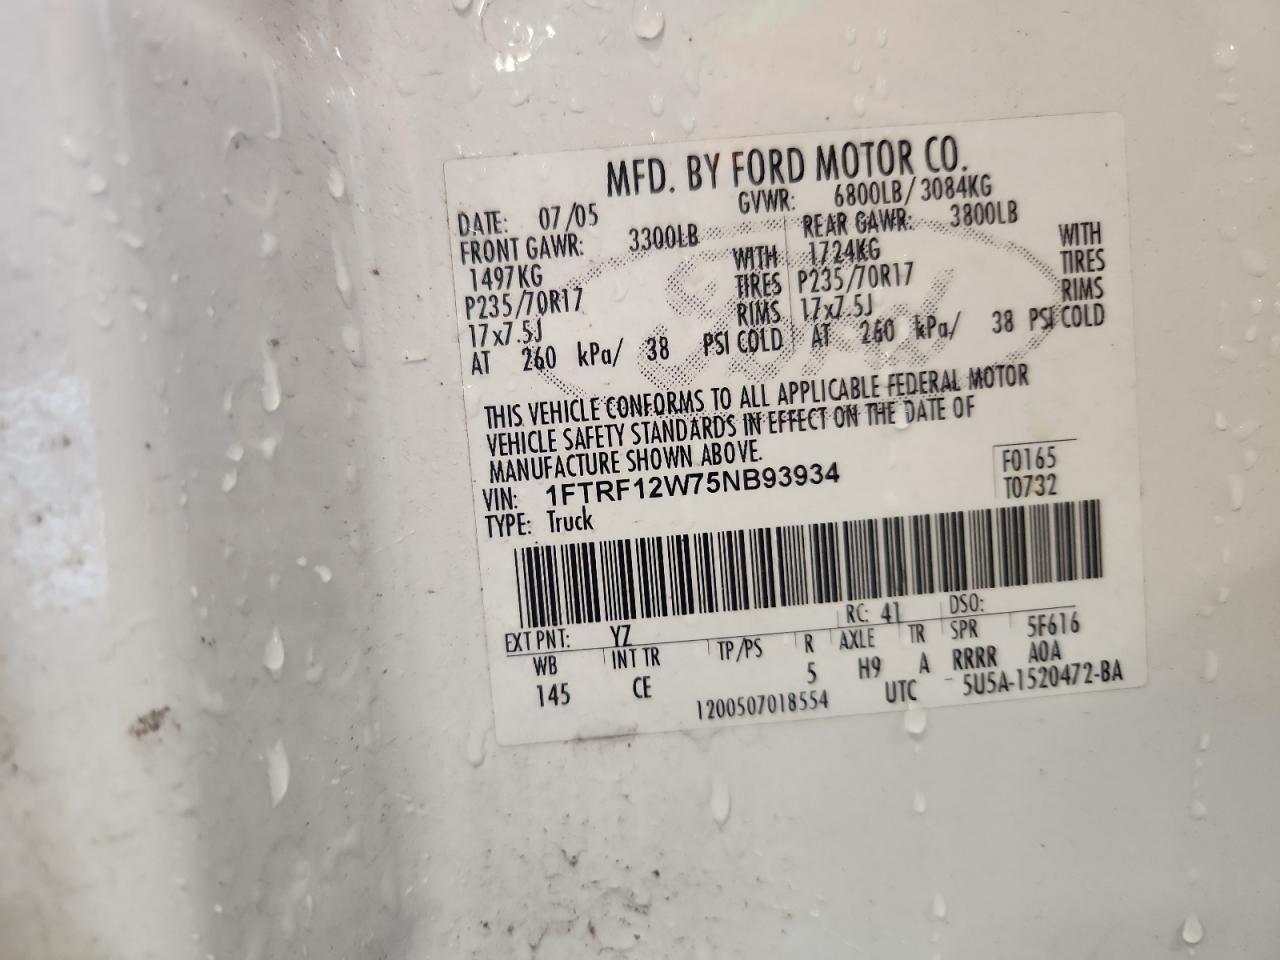 MFD. BY FORD MOTOR CO.
DATE: 07/05 GVWR: 6800LB/3084KG
FRONT GAWR: 3300LB REAR GAWR: 3800LB
1497KG WITH 1724KG WITH
P235/70R17 TIRES P235/70R17 TIRES
17x7.5J RIMS 17x7.5J RIMS
AT 260 kPa/ 38 PSI COLD AT 260 kPa/ 38 PSI COLD
THIS VEHICLE CONFORMS TO ALL APPLICABLE FEDERAL MOTOR
VEHICLE SAFETY STANDARDS IN EFFECT ON THE DATE OF
MANUFACTURE SHOWN ABOVE.
F0165
VIN: 1FTRF12W75NB93934
T0732
TYPE: Truck
EXT PNT: YZ RC: 41 DSO:
WB INT TR TP/PS R AXLE TR SPR 5F616
145 CE 5 H9 A RRRR A0A
1200507018554 UTC 5U5A-1520472-BA